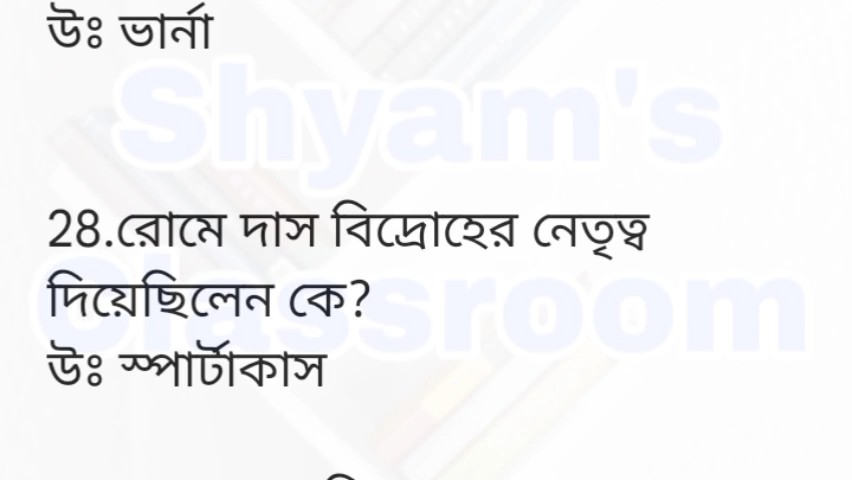 উঃ ভার্না
Shyam's
28.রোমে দাস বিদ্রোহের নেতৃত্ব
দিয়েছিলেন কে?
Classroom
উঃ স্পার্টাকাস